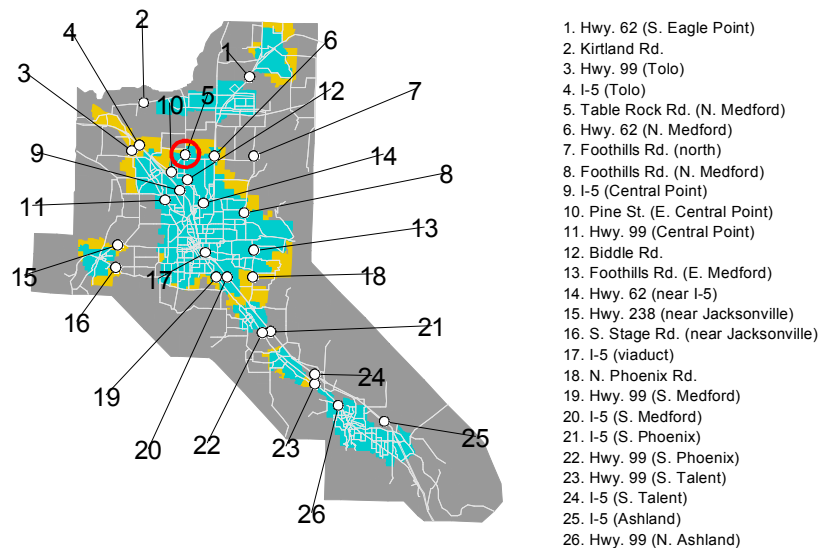 2
4
1
6
3
10
5
12
7
9
14
11
8
13
15
17
18
16
21
19
24
22
23
25
20
26
1. Hwy. 62 (S. Eagle Point)
2. Kirtland Rd.
3. Hwy. 99 (Tolo)
4. I-5 (Tolo)
5. Table Rock Rd. (N. Medford)
6. Hwy. 62 (N. Medford)
7. Foothills Rd. (north)
8. Foothills Rd. (N. Medford)
9. I-5 (Central Point)
10. Pine St. (E. Central Point)
11. Hwy. 99 (Central Point)
12. Biddle Rd.
13. Foothills Rd. (E. Medford)
14. Hwy. 62 (near I-5)
15. Hwy. 238 (near Jacksonville)
16. S. Stage Rd. (near Jacksonville)
17. I-5 (viaduct)
18. N. Phoenix Rd.
19. Hwy. 99 (S. Medford)
20. I-5 (S. Medford)
21. I-5 (S. Phoenix)
22. Hwy. 99 (S. Phoenix)
23. Hwy. 99 (S. Talent)
24. I-5 (S. Talent)
25. I-5 (Ashland)
26. Hwy. 99 (N. Ashland)